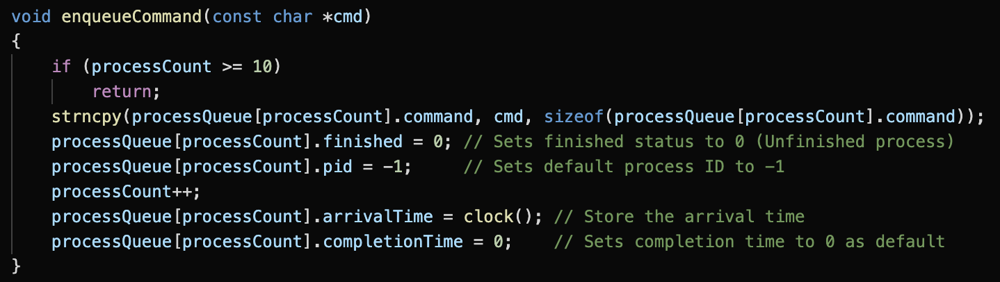 void enqueueCommand(const char *cmd)
{
    if (processCount >= 10)
        return;
    strncpy(processQueue[processCount].command, cmd, sizeof(processQueue[processCount].command));
    processQueue[processCount].finished = 0; // Sets finished status to 0 (Unfinished process)
    processQueue[processCount].pid = -1;     // Sets default process ID to -1
    processCount++;
    processQueue[processCount].arrivalTime = clock(); // Store the arrival time
    processQueue[processCount].completionTime = 0;    // Sets completion time to 0 as default
}